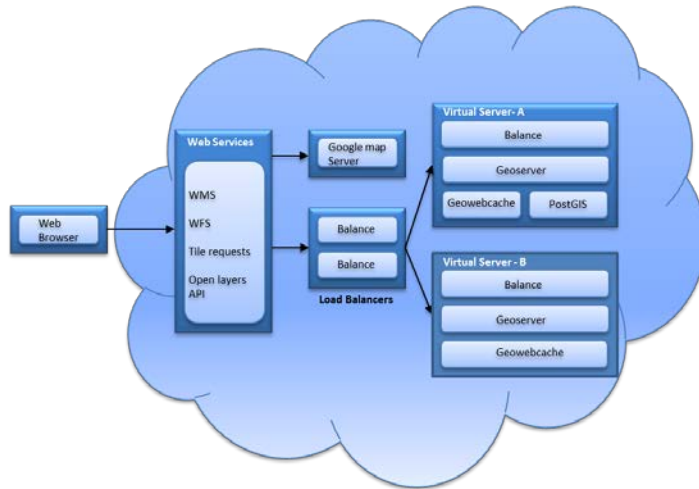 Web
Browser
Web Services
WMS
WFS
Tile requests
Open layers
API
Google map
Server
Balance
Balance
Load Balancers
Virtual Server- A
Balance
Geoserver
Geowebcache
PostGIS
Virtual Server - B
Balance
Geoserver
Geowebcache